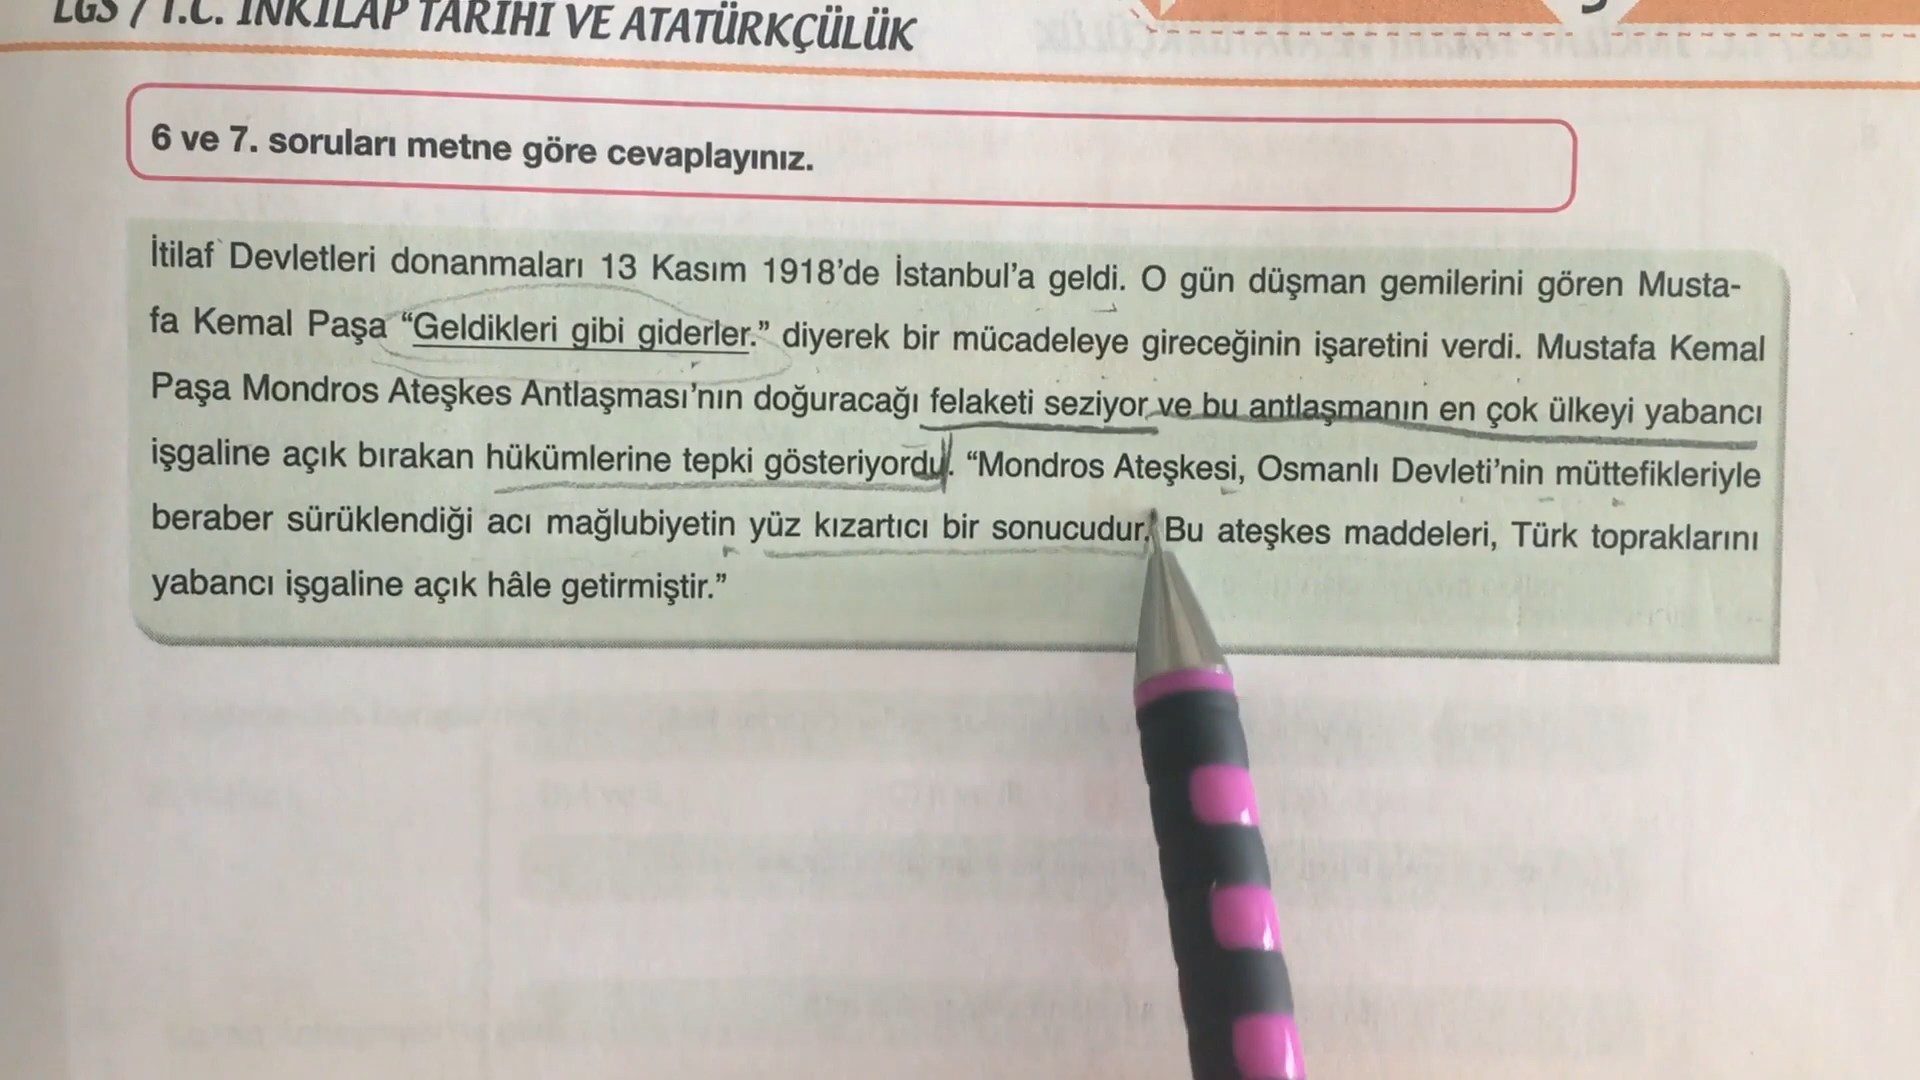 LGS / T.C. İNKILAP TARİHİ VE ATATÜRKÇÜLÜK
6 ve 7. soruları metne göre cevaplayınız.
İtilaf Devletleri donanmaları 13 Kasım 1918’de İstanbul’a geldi. O gün düşman gemilerini gören Musta-
fa Kemal Paşa “Geldikleri gibi giderler.” diyerek bir mücadeleye gireceğinin işaretini verdi. Mustafa Kemal
Paşa Mondros Ateşkes Antlaşması’nın doğuracağı felaketi seziyor ve bu antlaşmanın en çok ülkeyi yabancı
işgaline açık bırakan hükümlerine tepki gösteriyordu. “Mondros Ateşkesi, Osmanlı Devleti’nin müttefikleriyle
beraber sürüklendiği acı mağlubiyetin yüz kızartıcı bir sonucudur. Bu ateşkes maddeleri, Türk topraklarını
yabancı işgaline açık hâle getirmiştir.”